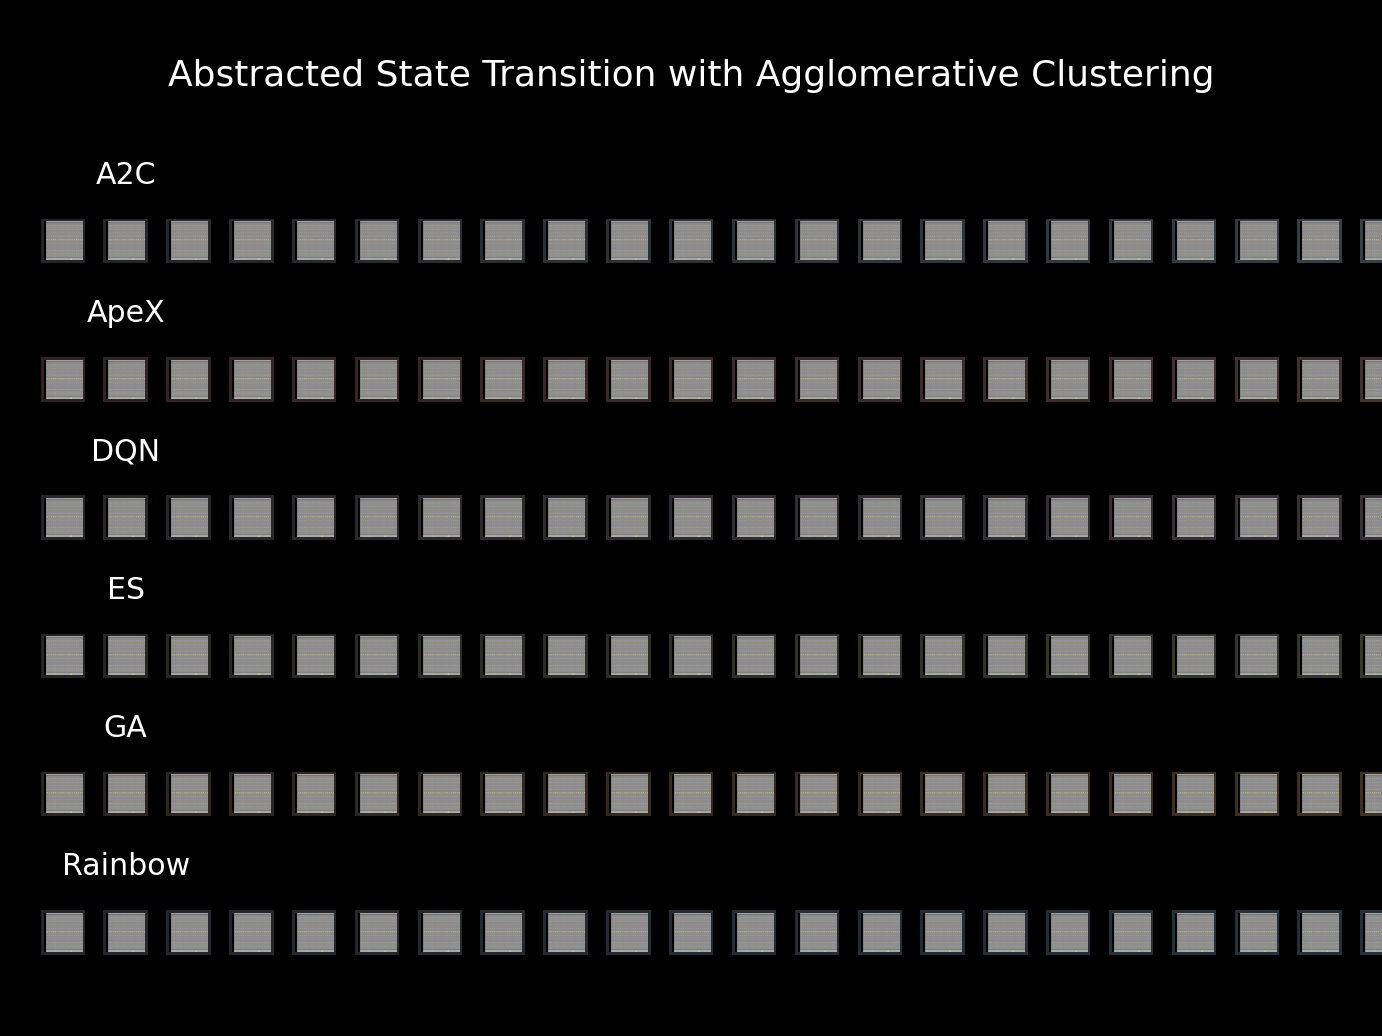 Abstracted State Transition with Agglomerative Clustering
A2C
ApeX
DQN
ES
GA
Rainbow